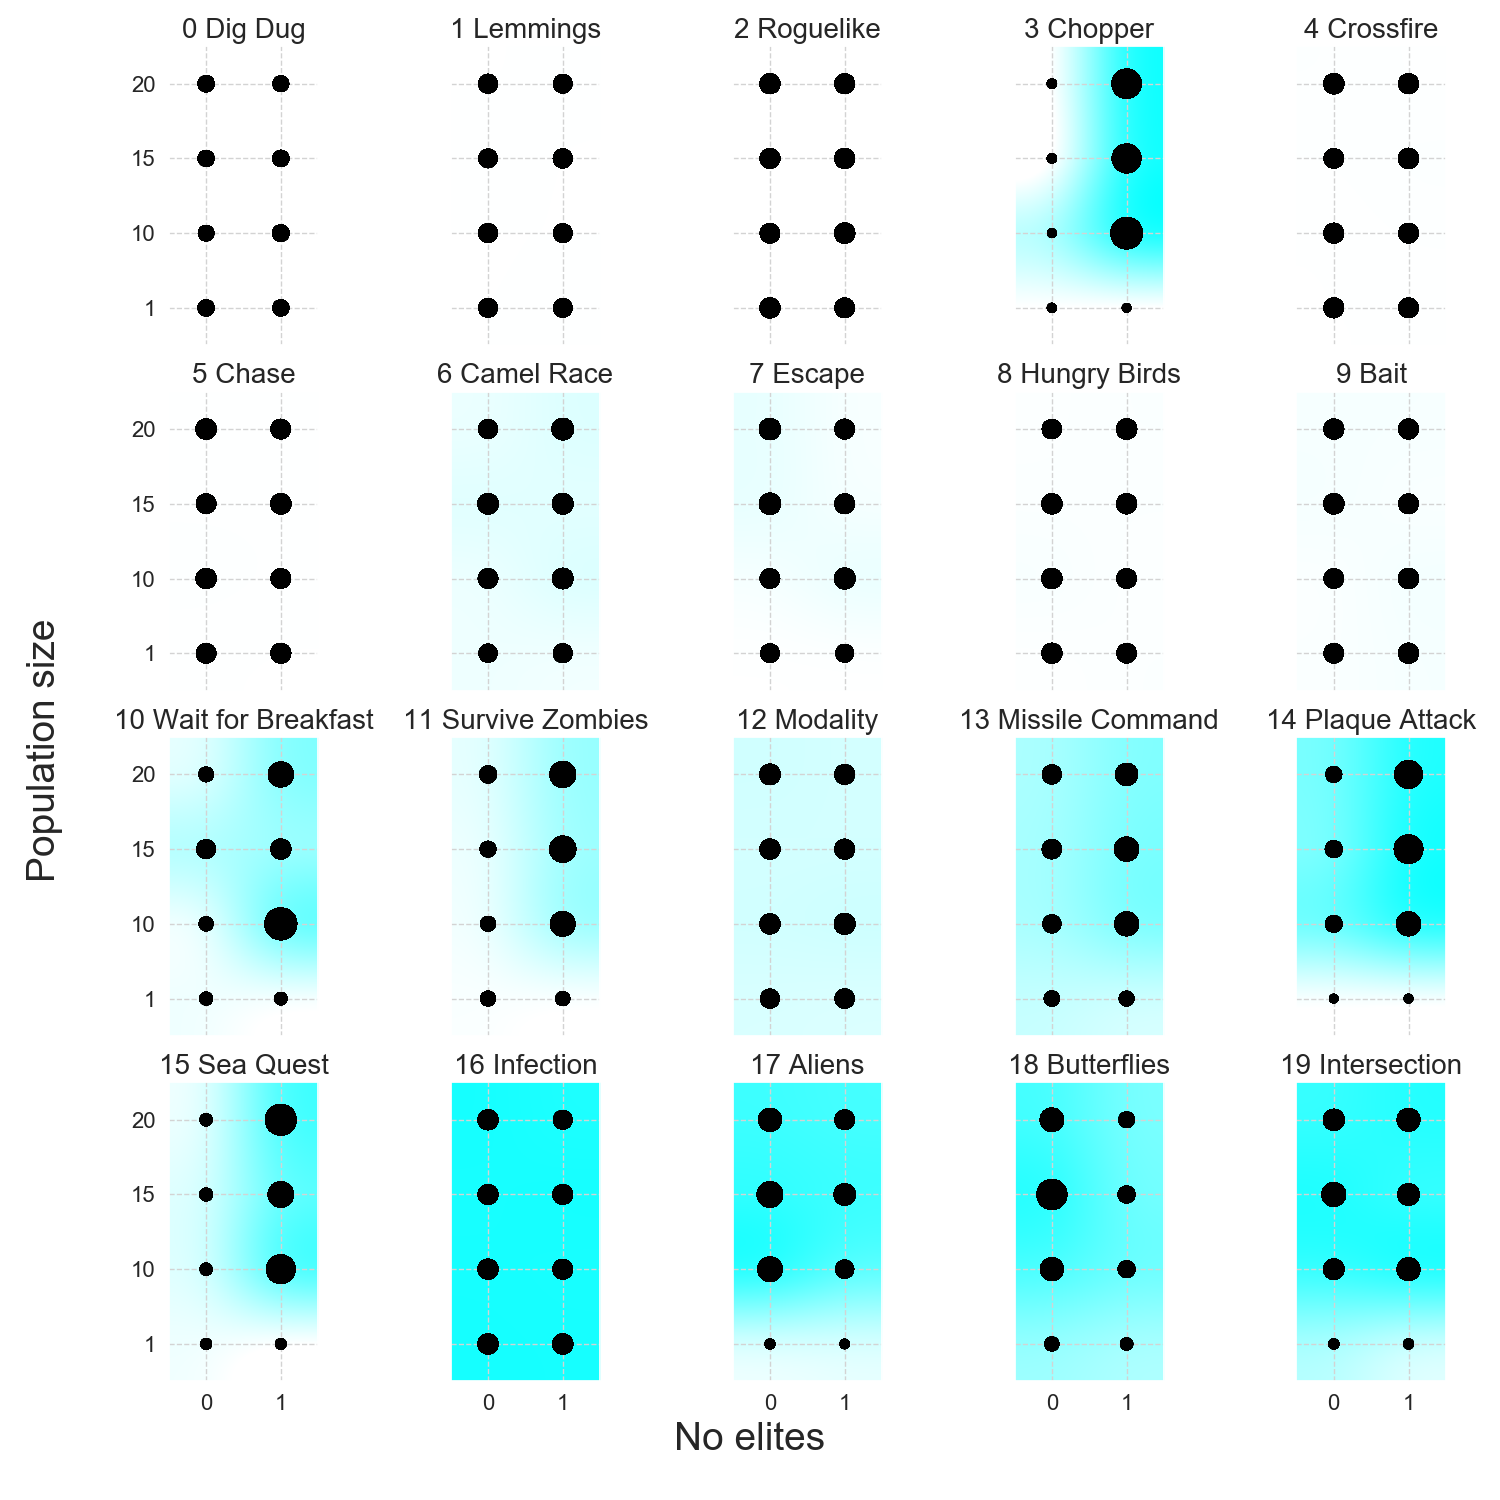 0 Dig Dug
1 Lemmings
2 Roguelike
3 Chopper
4 Crossfire
20
15
10
1
5 Chase
6 Camel Race
7 Escape
8 Hungry Birds
9 Bait
20
15
10
1
10 Wait for Breakfast
11 Survive Zombies
12 Modality
13 Missile Command
14 Plaque Attack
20
15
10
1
15 Sea Quest
16 Infection
17 Aliens
18 Butterflies
19 Intersection
20
15
10
1
0 1
0 1
0 1
0 1
0 1
Population size
No elites